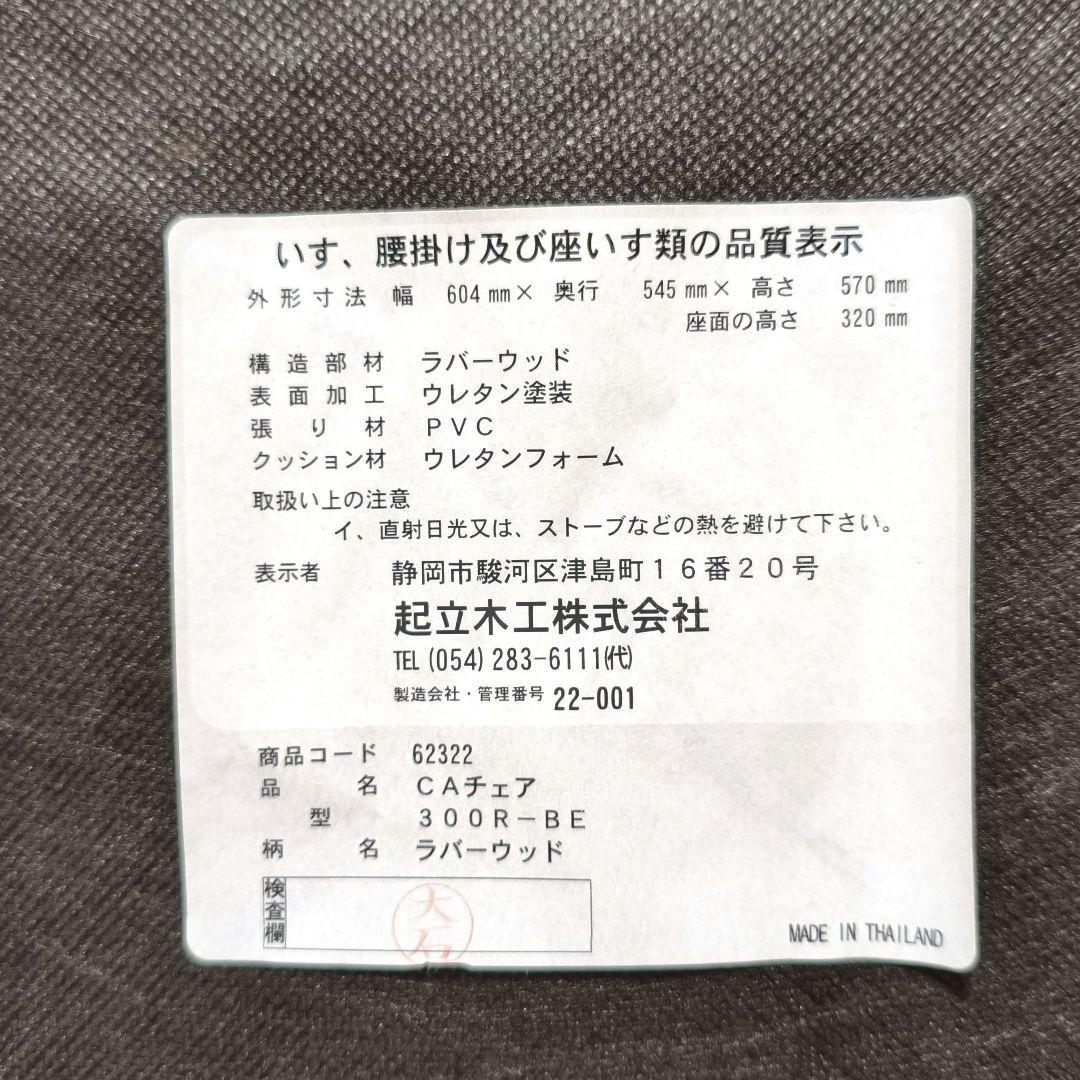 いす、腰掛け及び座いす類の品質表示
外形寸法 幅 604㎜× 奥行 545㎜× 高さ 570㎜
座面の高さ 320㎜
構造部材 ラバーウッド
表面加工 ウレタン塗装
張り材 ＰＶＣ
クッション材 ウレタンフォーム
取扱い上の注意
イ、直射日光又は、ストーブなどの熱を避けて下さい。
表示者 静岡市駿河区津島町１６番２０号
起立木工株式会社
TEL (054) 283-6111㈹
製造会社・管理番号 22-001
商品コード 62322
品名 ＣＡチェア
型 ３００Ｒ－ＢＥ
柄名 ラバーウッド
検査欄 大石
MADE IN THAILAND